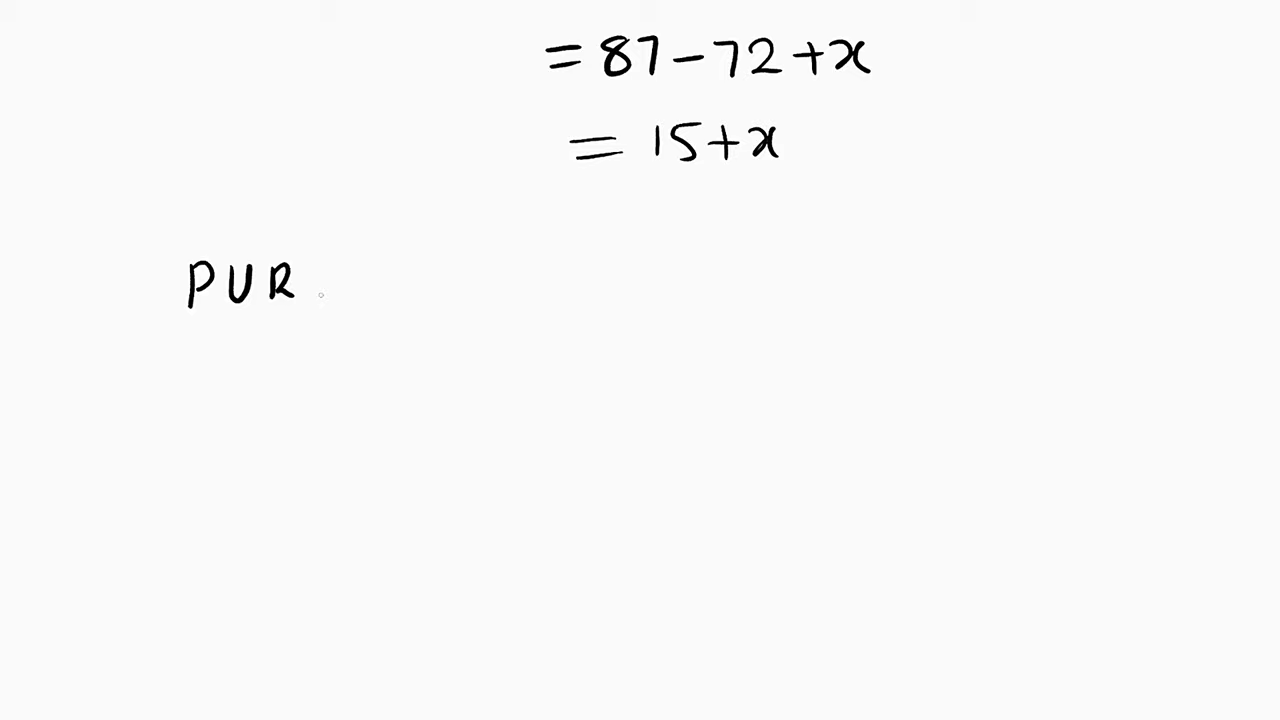 = 87 - 72 + x
= 15 + x
PUR